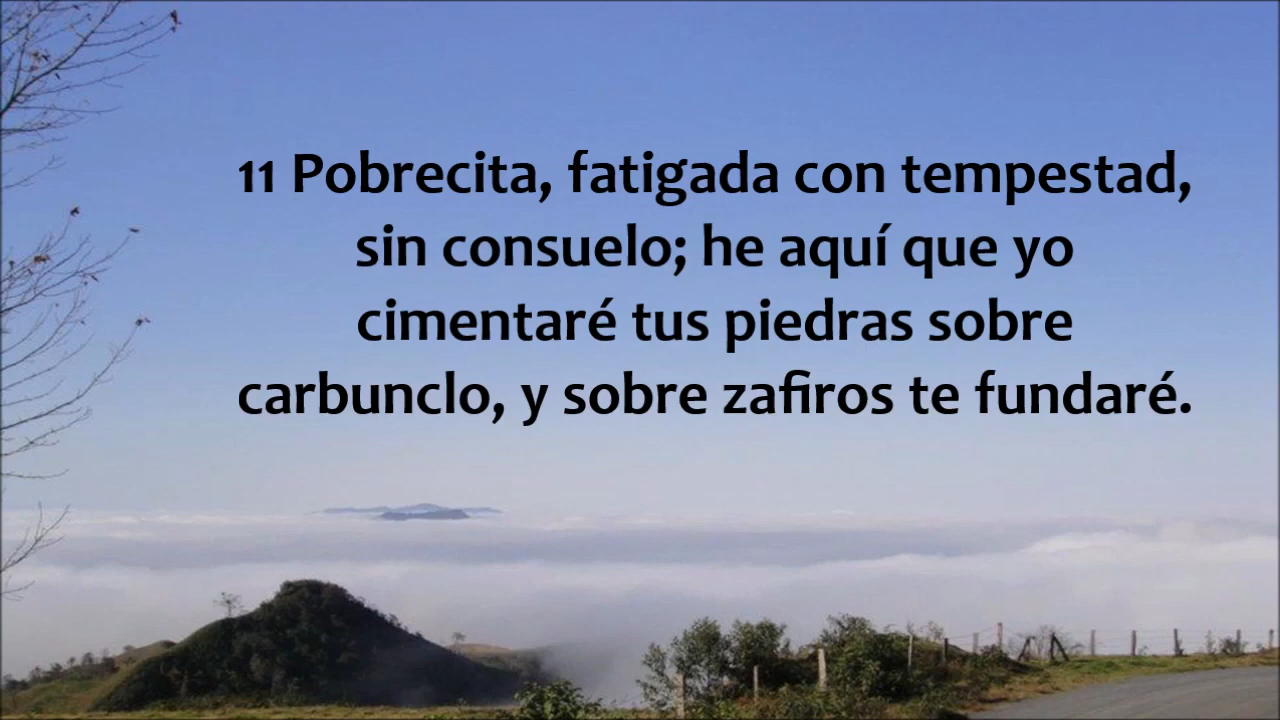 11 Pobrecita, fatigada con tempestad,
sin consuelo; he aquí que yo
cimentaré tus piedras sobre
carbunclo, y sobre zafiros te fundaré.